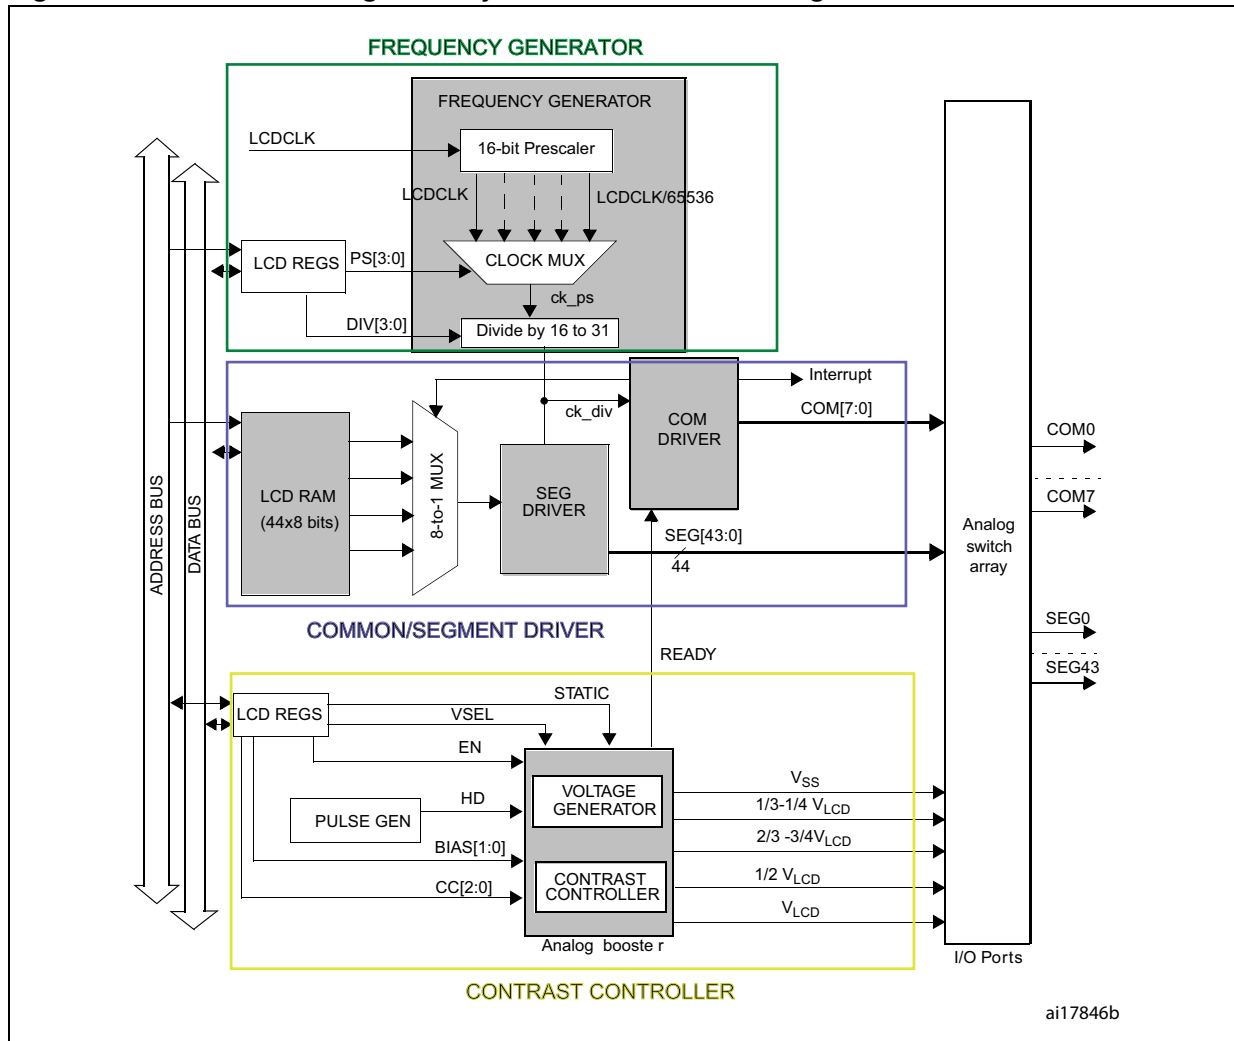 FREQUENCY GENERATOR
FREQUENCY GENERATOR
LCDCLK
16-bit Prescaler
LCDCLK
LCDCLK/65536
LCD REGS
PS[3:0]
CLOCK MUX
ck_ps
DIV[3:0]
Divide by 16 to 31
Interrupt
ck_div
COM
DRIVER
COM[7:0]
ADDRESS BUS
DATA BUS
LCD RAM
(44x8 bits)
8-to-1 MUX
SEG
DRIVER
SEG[43:0]
44
COM0
COM7
Analog
switch
array
SEG0
SEG43
COMMON/SEGMENT DRIVER
READY
LCD REGS
STATIC
VSEL
EN
HD
PULSE GEN
BIAS[1:0]
CC[2:0]
VOLTAGE
GENERATOR
CONTRAST
CONTROLLER
Analog booste r
VSS
1/3-1/4 VLCD
2/3 -3/4VLCD
1/2 VLCD
VLCD
I/O Ports
CONTRAST CONTROLLER
ai17846b